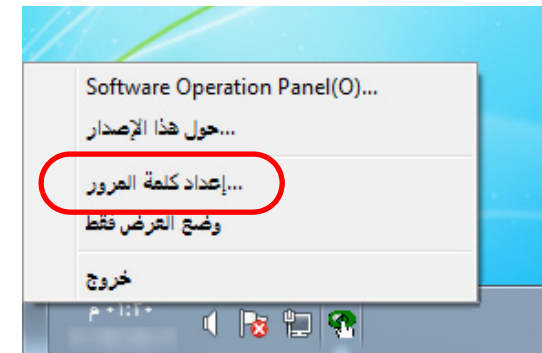 Software Operation Panel(O)...
حول هذا الإصدار...
إعداد كلمة المرور...
وضع العرض فقط
خروج